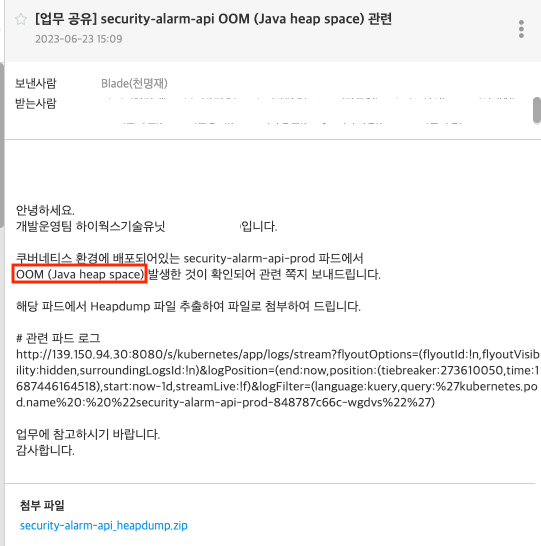 [업무 공유] security-alarm-api OOM (Java heap space) 관련
2023-06-23 15:09
보낸사람 Blade(천명재)
받는사람
안녕하세요.
개발운영팀 하이웍스기술유닛 입니다.
쿠버네티스 환경에 배포되어있는 security-alarm-api-prod 파드에서
OOM (Java heap space) 발생한 것이 확인되어 관련 쪽지 보내드립니다.
해당 파드에서 Heapdump 파일 추출하여 파일로 첨부하여 드립니다.
# 관련 파드 로그
http://139.150.94.30:8080/s/kubernetes/app/logs/stream?flyoutOptions=(flyoutId:!n,flyoutVisib
ility:hidden,surroundingLogsId:!n)&logPosition=(end:now,position:(tiebreaker:273610050,time:1
687446164518),start:now-1d,streamLive:!f)&logFilter=(language:kuery,query:%27kubernetes.po
d.name%20:%20%22security-alarm-api-prod-848787c66c-wgdvs%22%27)
업무에 참고하시기 바랍니다.
감사합니다.
첨부 파일
security-alarm-api_heapdump.zip